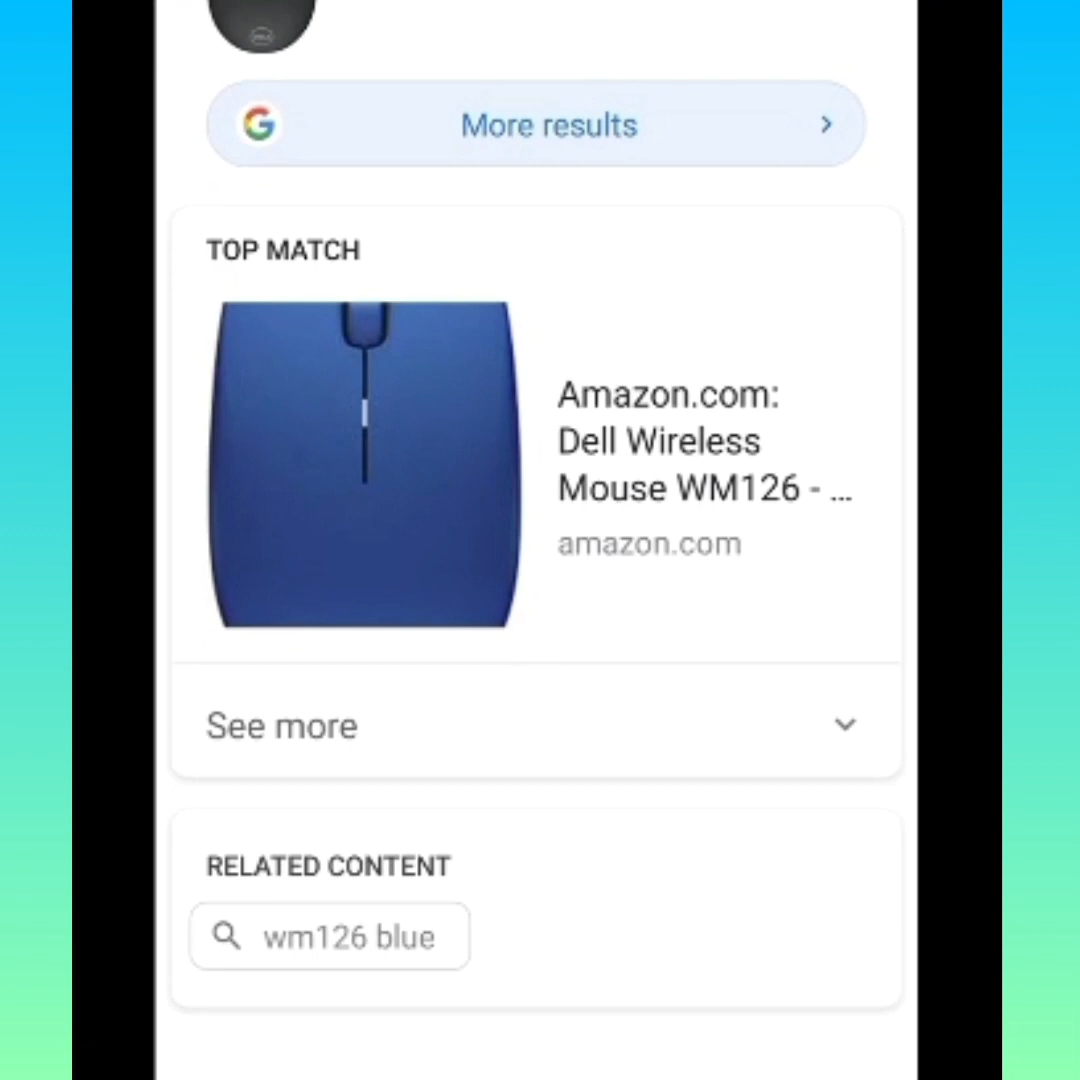 More results
TOP MATCH
Amazon.com:
Dell Wireless
Mouse WM126 - ...
amazon.com
See more
RELATED CONTENT
wm126 blue